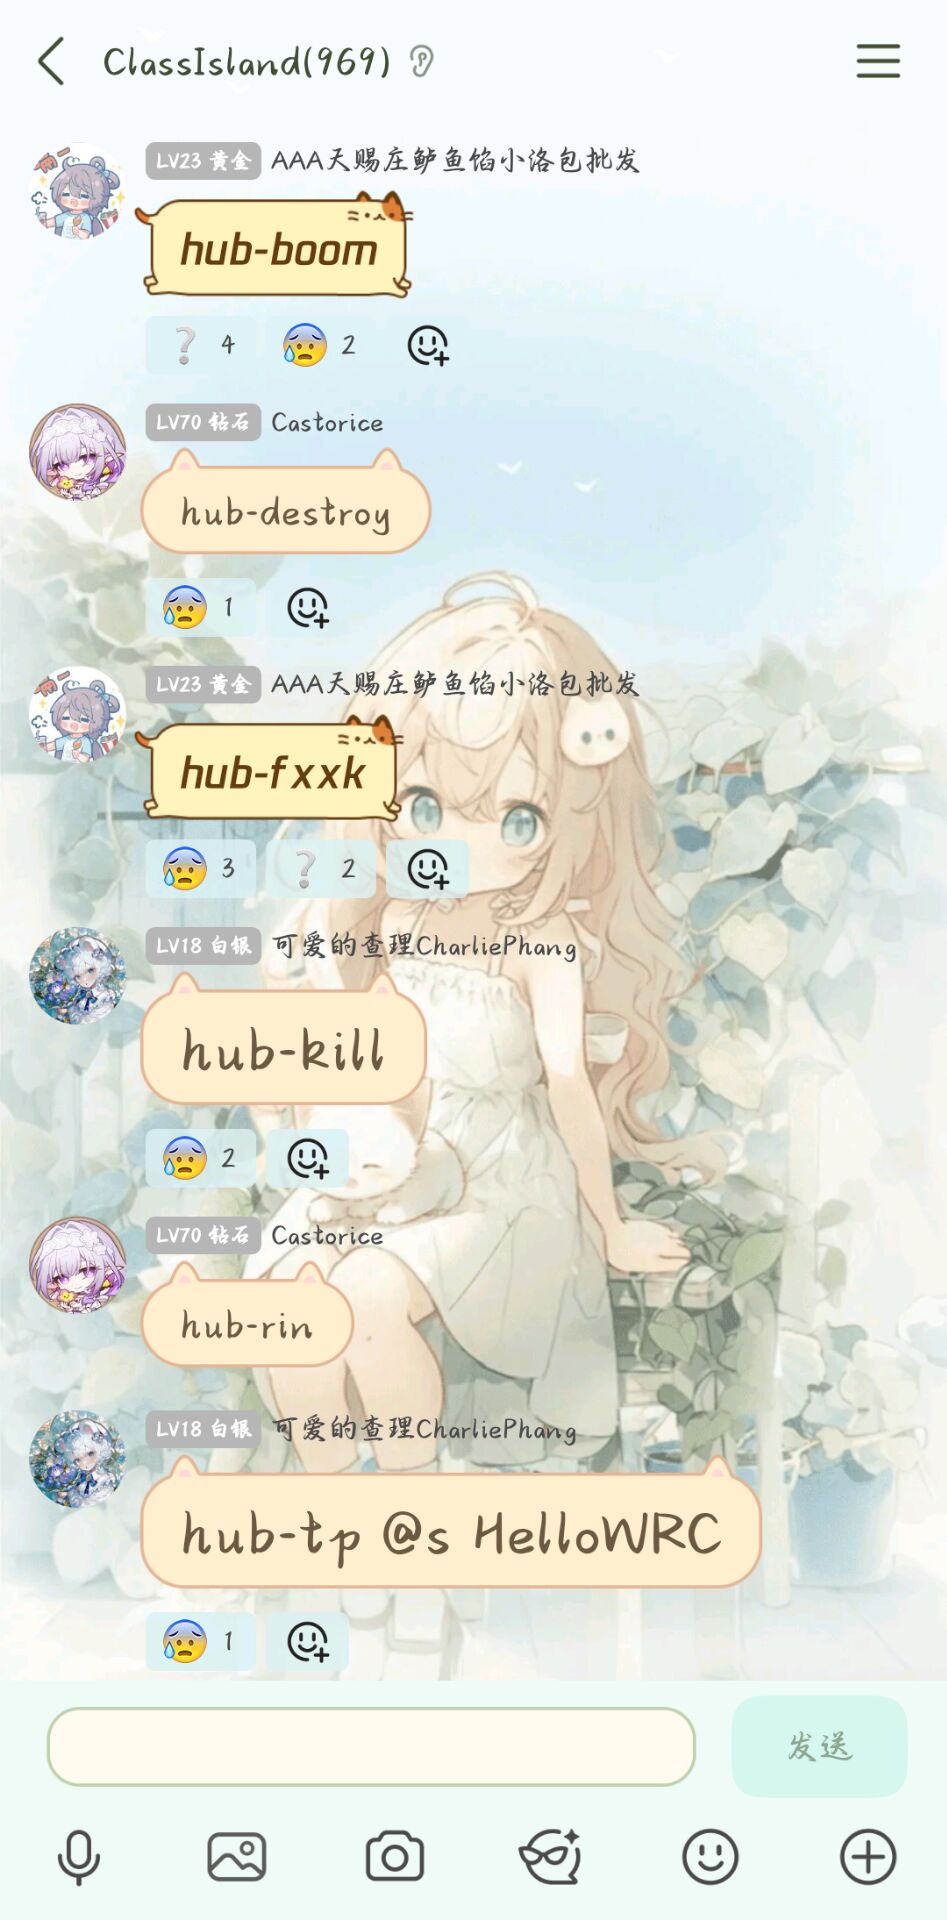 ClassIsland(969)
LV23 黄金 AAA天赐庄鲈鱼馅小洛包批发
hub-boom
4 2
LV70 钻石 Castorice
hub-destroy
1
LV23 黄金 AAA天赐庄鲈鱼馅小洛包批发
hub-fxxk
3 2
LV18 白银 可爱的查理CharliePhang
hub-kill
2
LV70 钻石 Castorice
hub-rin
LV18 白银 可爱的查理CharliePhang
hub-tp @s HelloWRC
1
发送